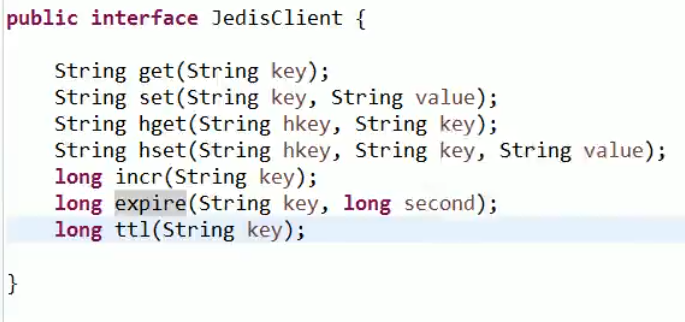 public interface JedisClient {
String get(String key);
String set(String key, String value);
String hget(String hkey, String key);
String hset(String hkey, String key, String value);
long incr(String key);
long expire(String key, long second);
long ttl(String key);
}